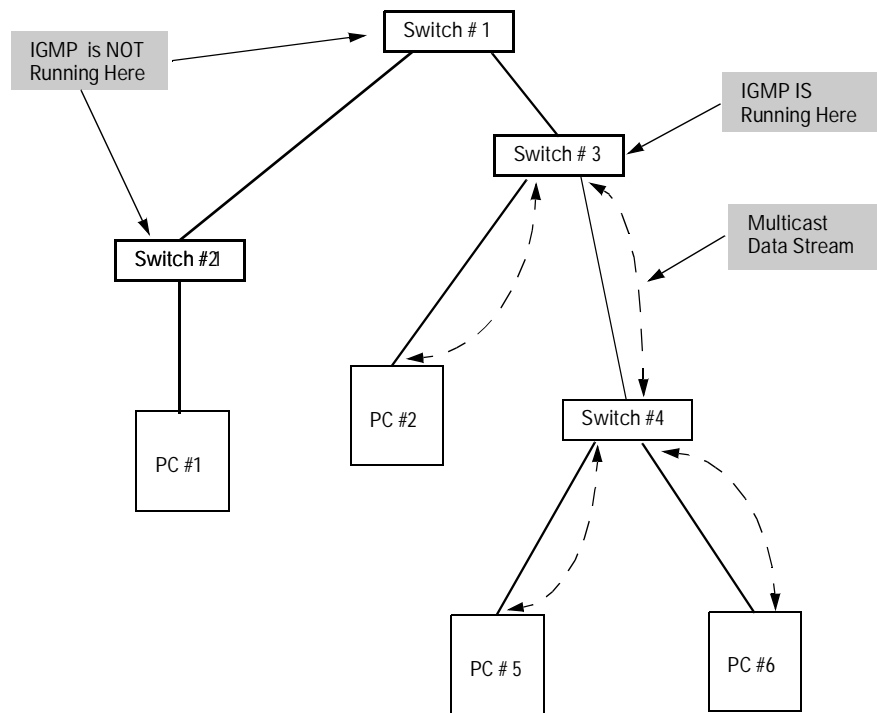 Switch # 1
IGMP is NOT
Running Here
IGMP IS
Running Here
Switch # 3
Multicast
Data Stream
Switch #2
PC #2
Switch #4
PC #1
PC # 5
PC #6